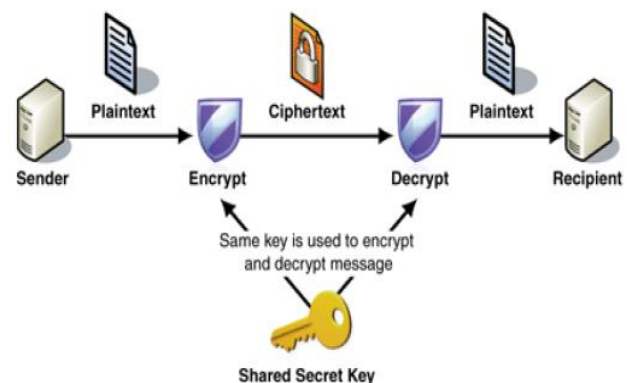 Plaintext
Ciphertext
Plaintext
Sender
Encrypt
Decrypt
Recipient
Same key is used to encrypt
and decrypt message
Shared Secret Key